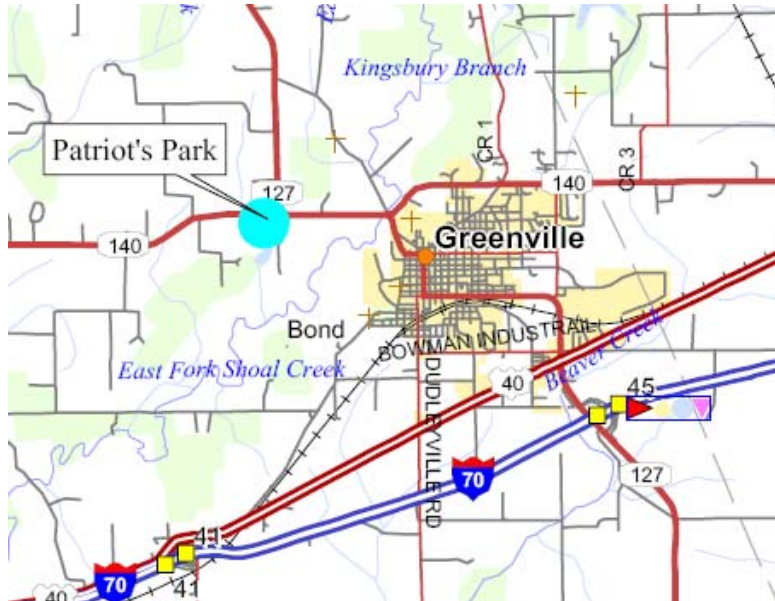 Kingsbury Branch
CR 1
CR 3
Patriot's Park
127
140
140
Greenville
Bond
BOWMAN INDUSTRAIL
East Fork Shoal Creek
Beaver Creek
40
45
DUDLEYVILLE RD
70
127
41
70
41
40